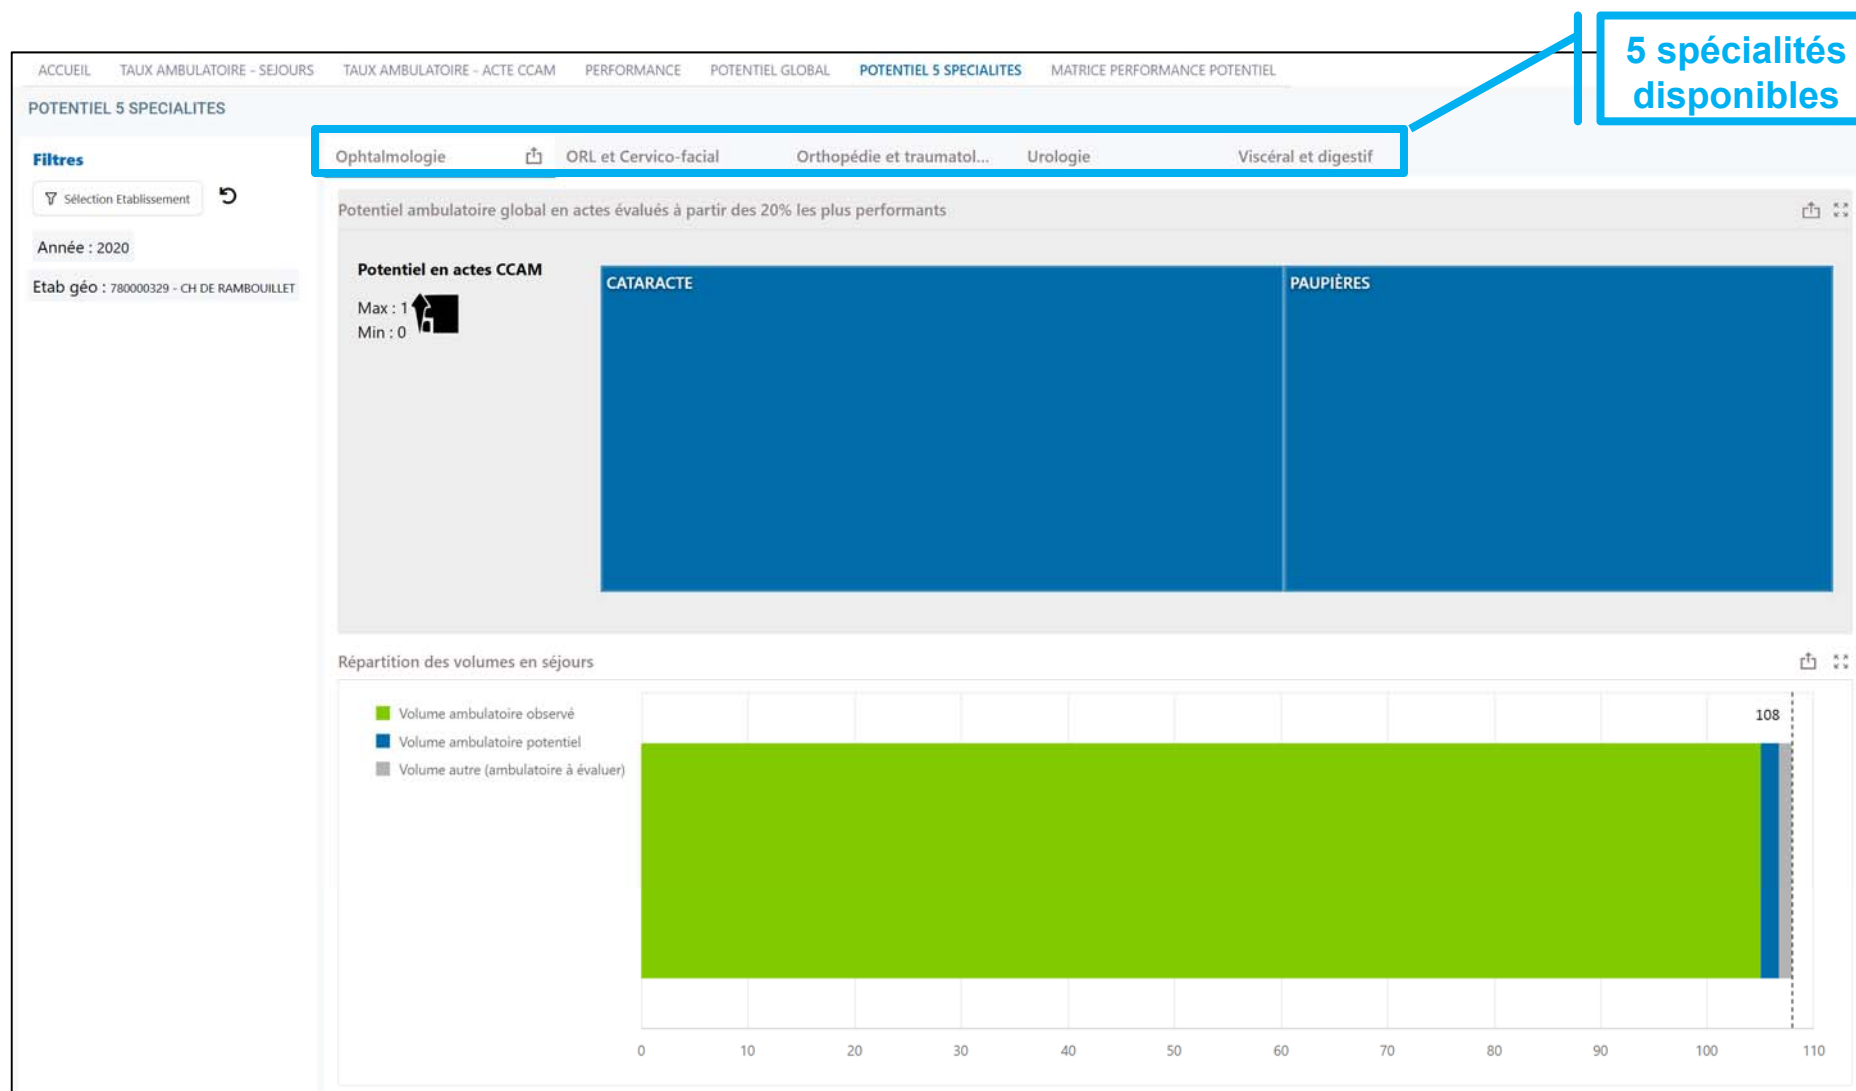 5 spécialités
disponibles
ACCUEIL TAUX AMBULATOIRE - SEJOURS TAUX AMBULATOIRE - ACTE CCAM PERFORMANCE POTENTIEL GLOBAL POTENTIEL 5 SPECIALITES MATRICE PERFORMANCE POTENTIEL
POTENTIEL 5 SPECIALITES
Filtres
Sélection Etablissement
Année : 2020
Etab géo : 780000329 - CH DE RAMBOUILLET
Ophtalmologie ORL et Cervico-facial Orthopédie et traumatol... Urologie Viscéral et digestif
Potentiel ambulatoire global en actes évalués à partir des 20% les plus performants
Potentiel en actes CCAM
Max : 1
Min : 0
CATARACTE PAUPIÈRES
Répartition des volumes en séjours
Volume ambulatoire observé
Volume ambulatoire potentiel
Volume autre (ambulatoire à évaluer)
108
0 10 20 30 40 50 60 70 80 90 100 110